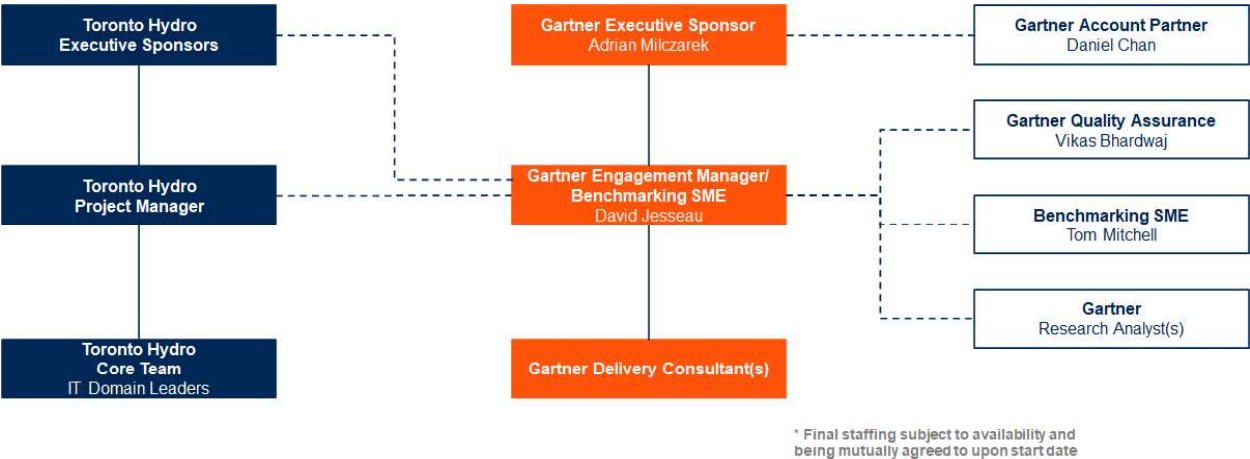 Toronto Hydro
Executive Sponsors
Gartner Executive Sponsor
Adrian Milczarek
Gartner Account Partner
Daniel Chan
Gartner Quality Assurance
Vikas Bhardwaj
Toronto Hydro
Project Manager
Gartner Engagement Manager/
Benchmarking SME
David Jesseau
Benchmarking SME
Tom Mitchell
Gartner
Research Analyst(s)
Toronto Hydro
Core Team
IT Domain Leaders
Gartner Delivery Consultant(s)
* Final staffing subject to availability and
being mutually agreed to upon start date